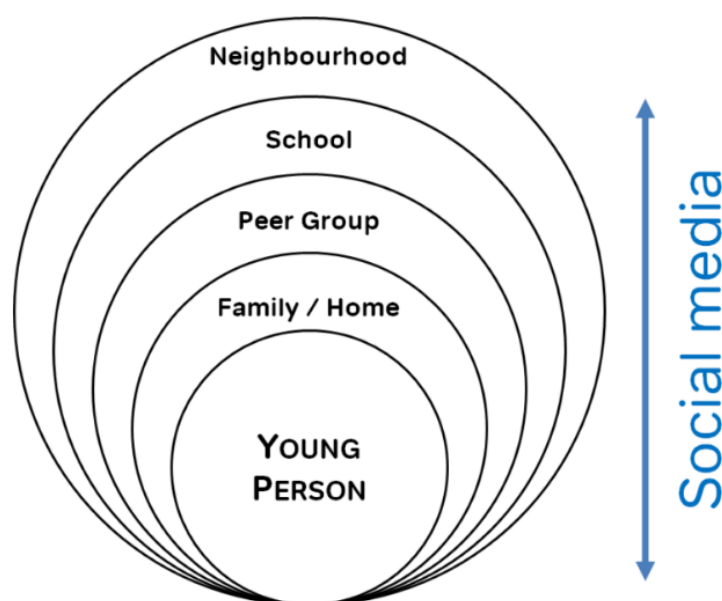 Neighbourhood
School
Peer Group
Family / Home
YOUNG
PERSON
Social media